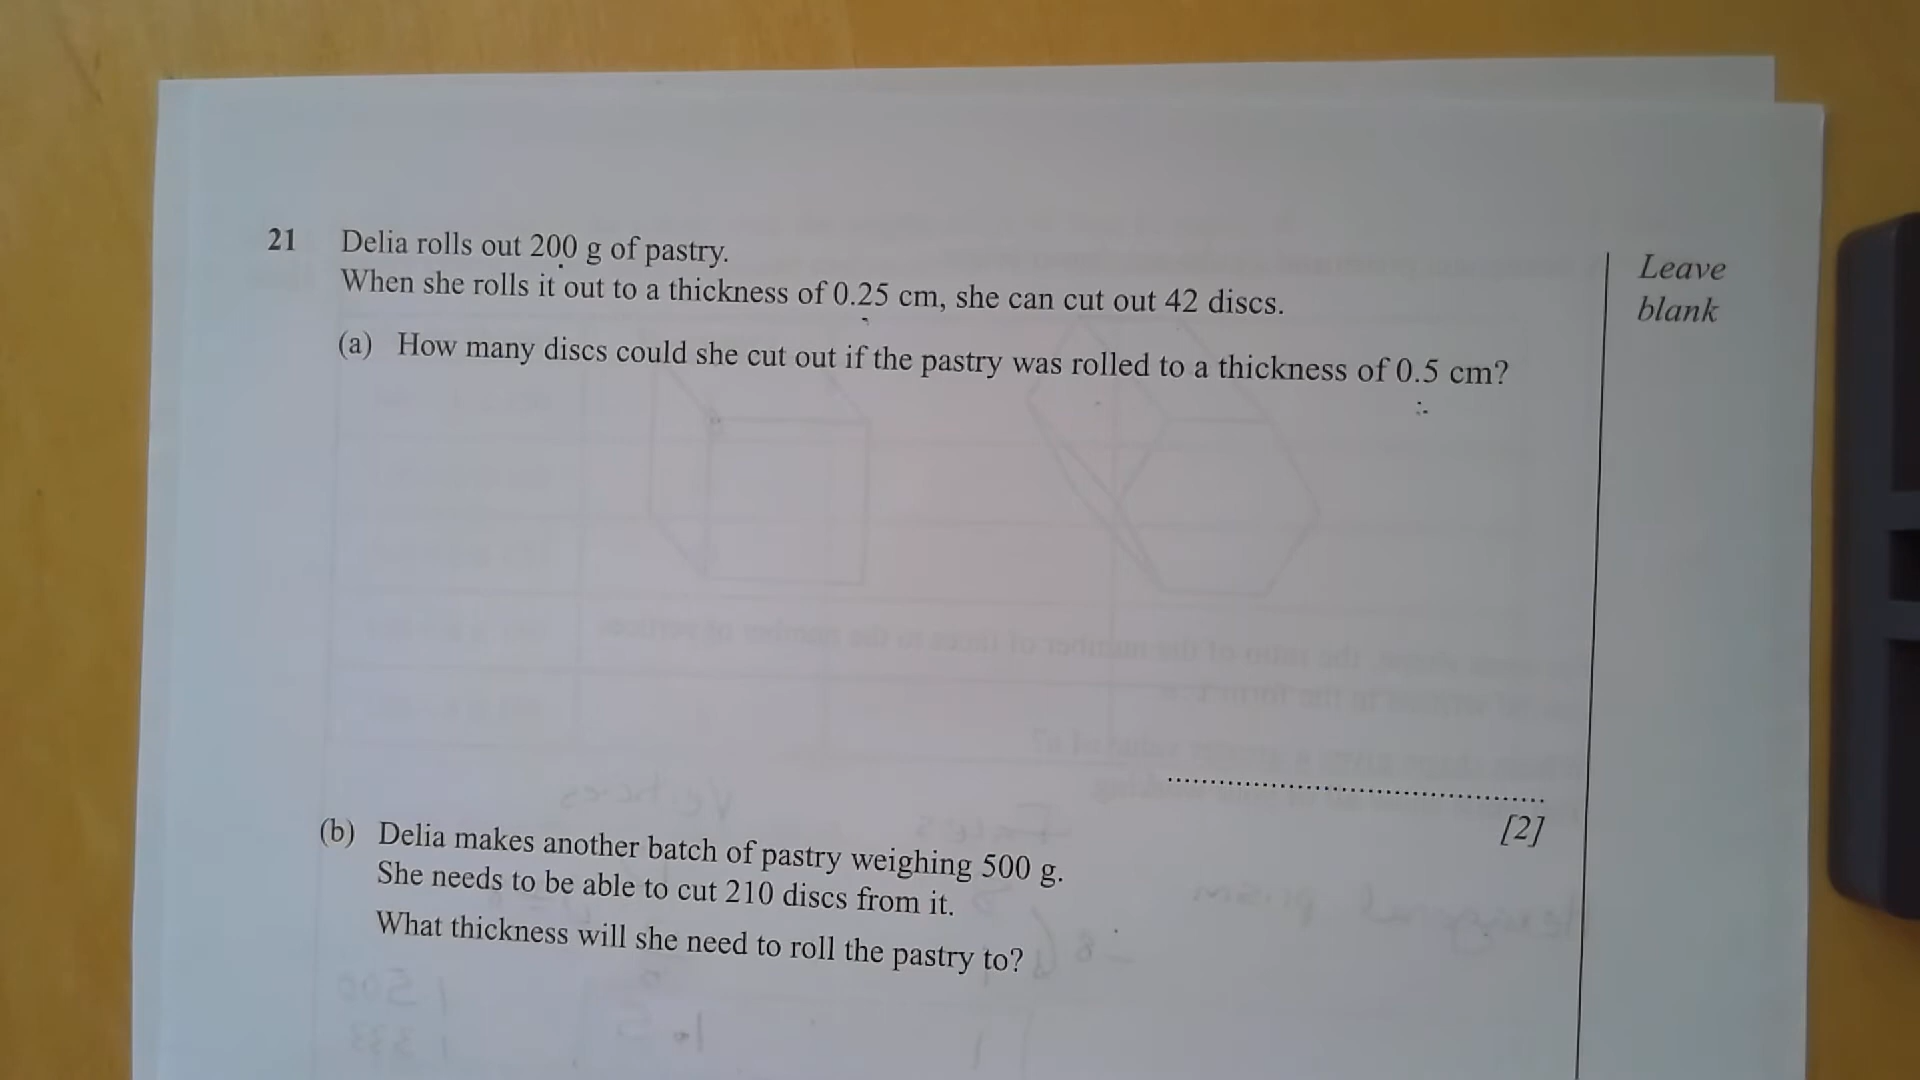 21 Delia rolls out 200 g of pastry.
When she rolls it out to a thickness of 0.25 cm, she can cut out 42 discs.
(a) How many discs could she cut out if the pastry was rolled to a thickness of 0.5 cm?
Leave
blank
[2]
(b) Delia makes another batch of pastry weighing 500 g.
She needs to be able to cut 210 discs from it.
What thickness will she need to roll the pastry to?